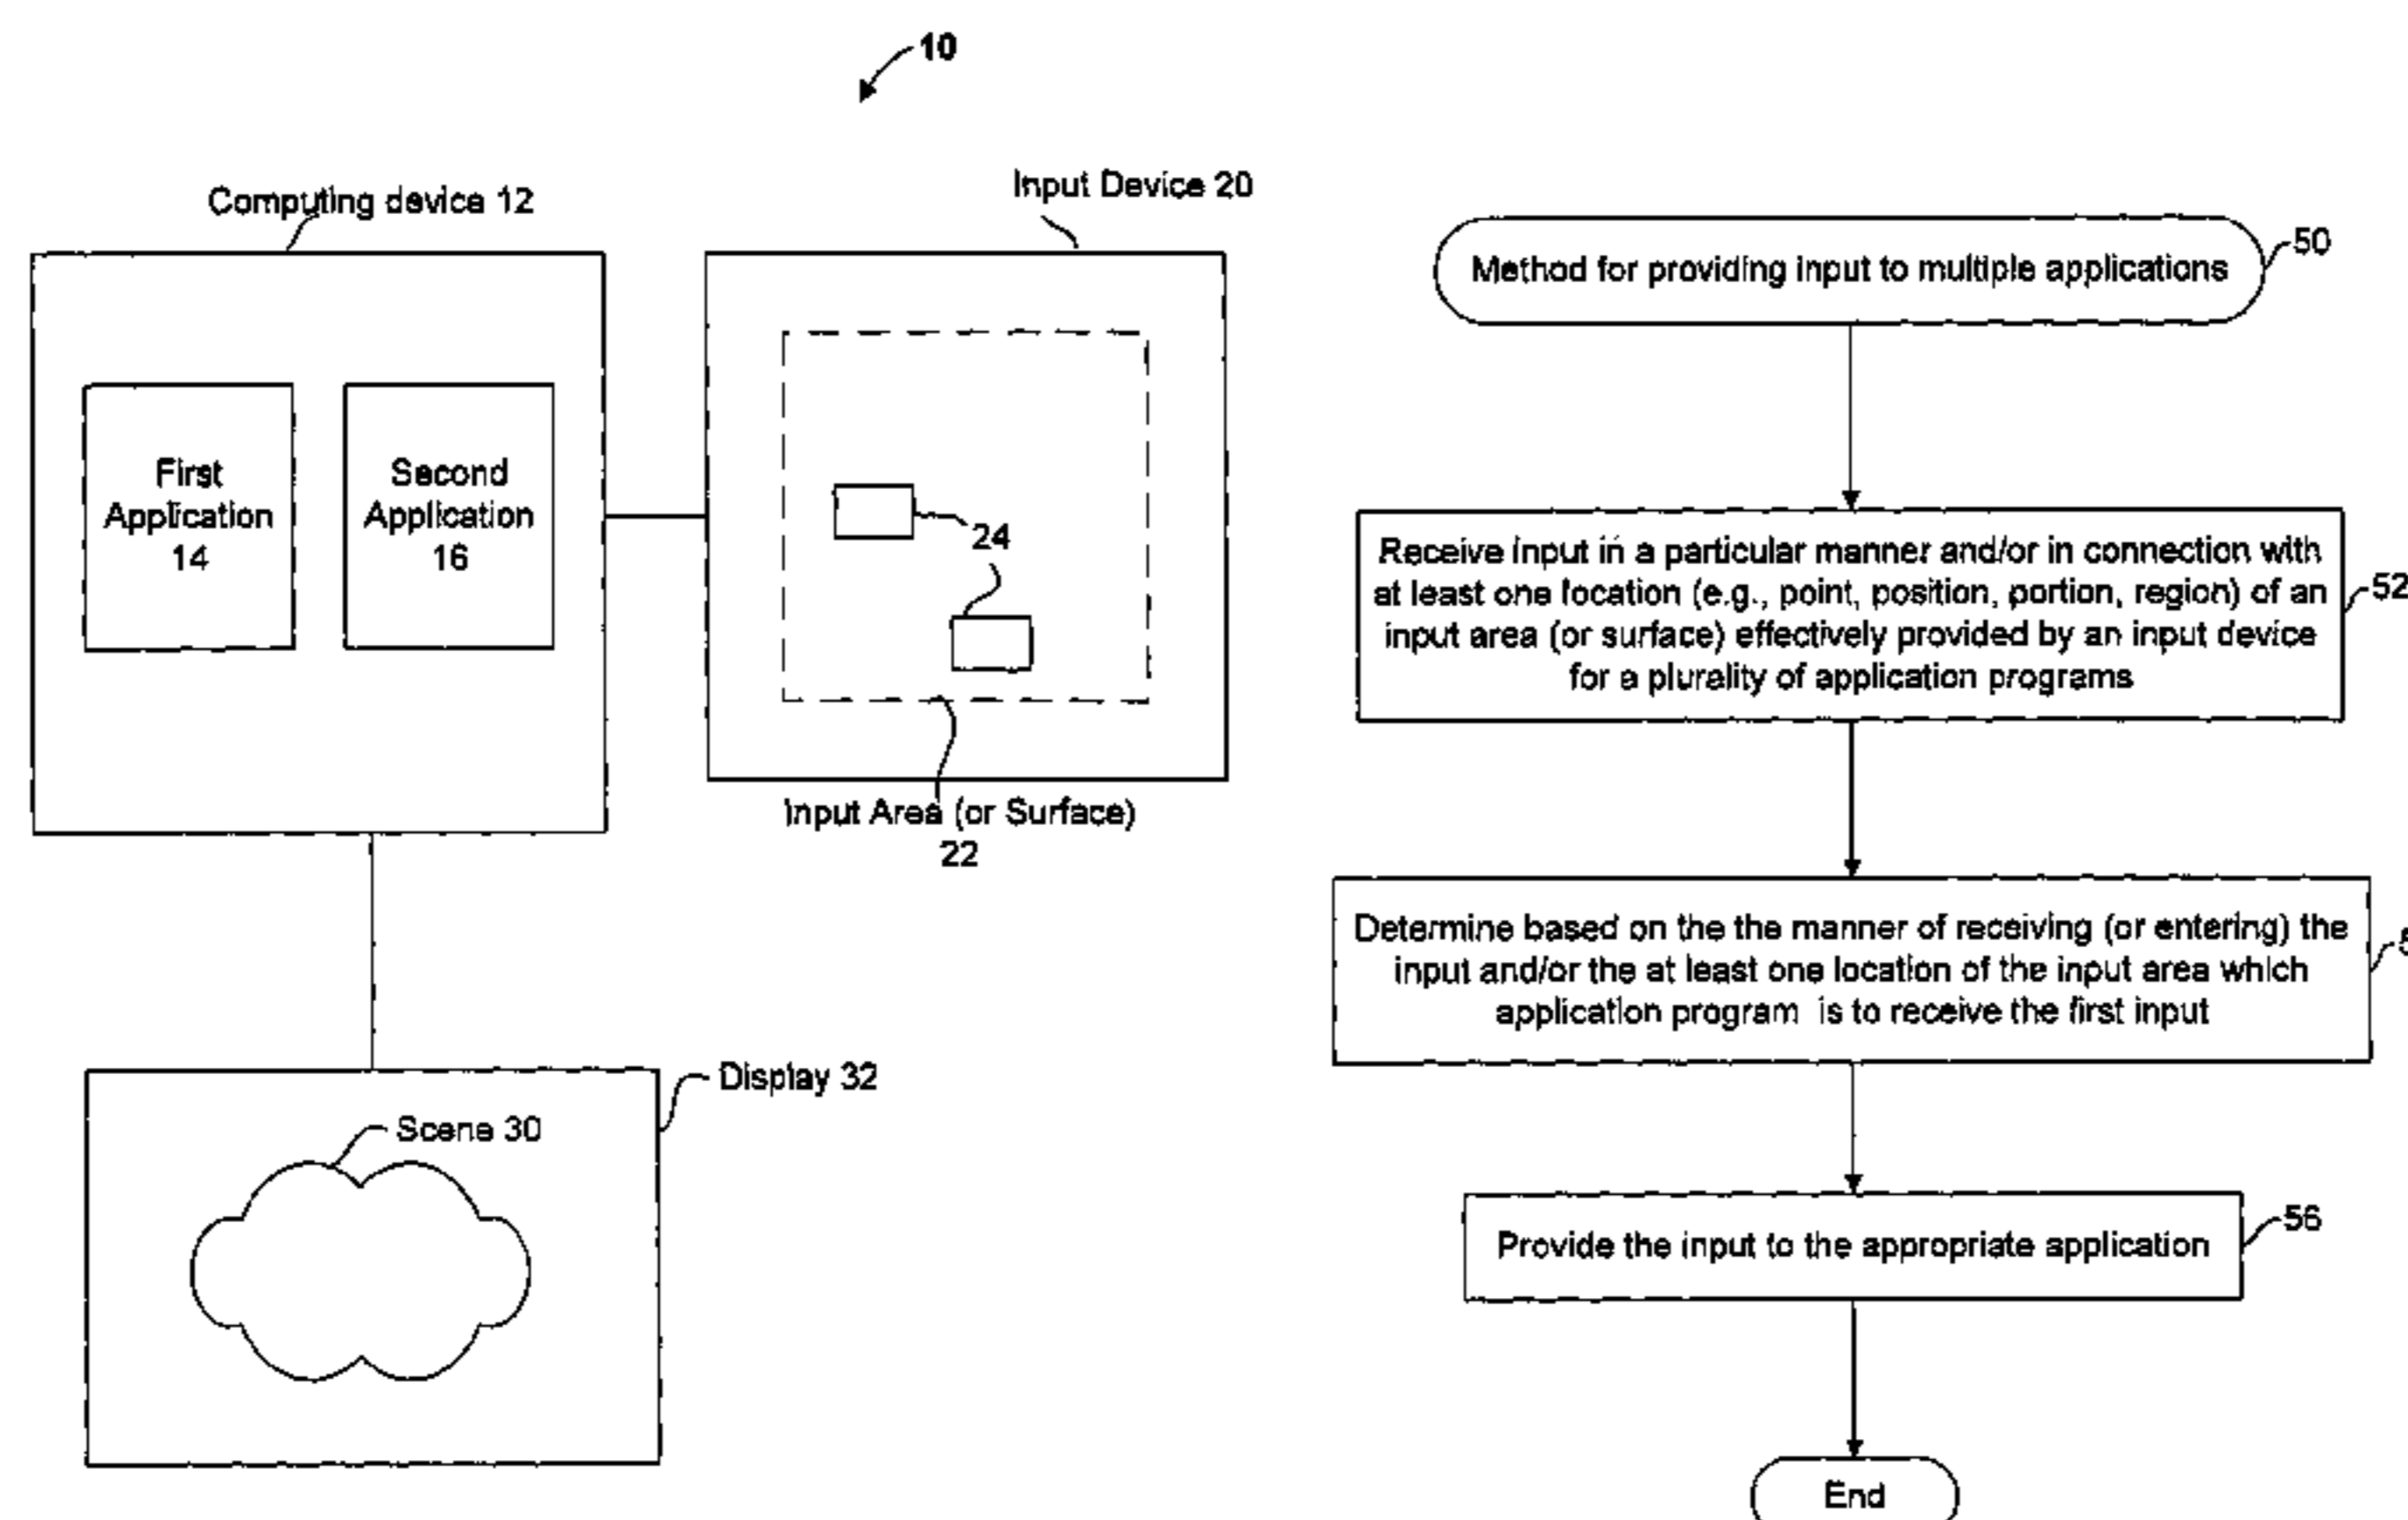 10
Computing device 12
Input Device 20
First
Application
14
Second
Application
16
24
Input Area (or Surface)
22
Display 32
Scene 30
Method for providing input to multiple applications
50
Receive input in a particular manner and/or in connection with
at least one location (e.g., point, position, portion, region) of an
input area (or surface) effectively provided by an input device
for a plurality of application programs
52
Determine based on the the manner of receiving (or entering) the
input and/or the at least one location of the input area which
application program is to receive the first input
Provide the input to the appropriate application
56
End